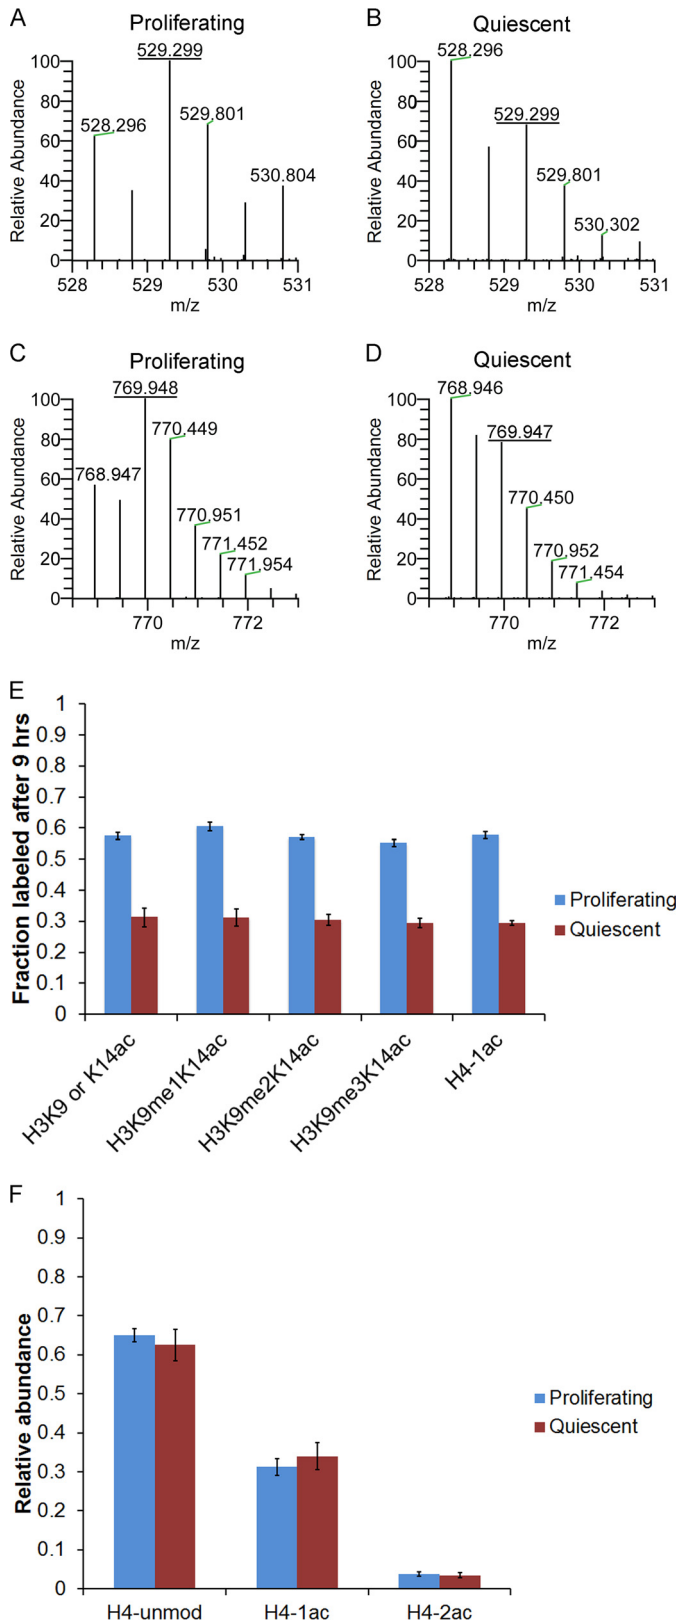 A
Proliferating
529.299
528.296
529.801
530.804
Relative Abundance
100
80
60
40
20
0
528
529
530
531
m/z
B
Quiescent
528.296
529.299
529.801
530.302
Relative Abundance
100
80
60
40
20
0
528
529
530
531
m/z
C
Proliferating
769.948
770.449
768.947
770.951
771.452
771.954
Relative Abundance
100
80
60
40
20
0
770
772
m/z
D
Quiescent
768.946
769.947
770.450
770.952
771.454
Relative Abundance
100
80
60
40
20
0
770
772
m/z
E
Fraction labeled after 9 hrs
1
0.9
0.8
0.7
0.6
0.5
0.4
0.3
0.2
0.1
0
H3K9 or K14ac
H3K9me1K14ac
H3K9me2K14ac
H3K9me3K14ac
H4-1ac
Proliferating
Quiescent
F
Relative abundance
1
0.9
0.8
0.7
0.6
0.5
0.4
0.3
0.2
0.1
0
H4-unmod
H4-1ac
H4-2ac
Proliferating
Quiescent